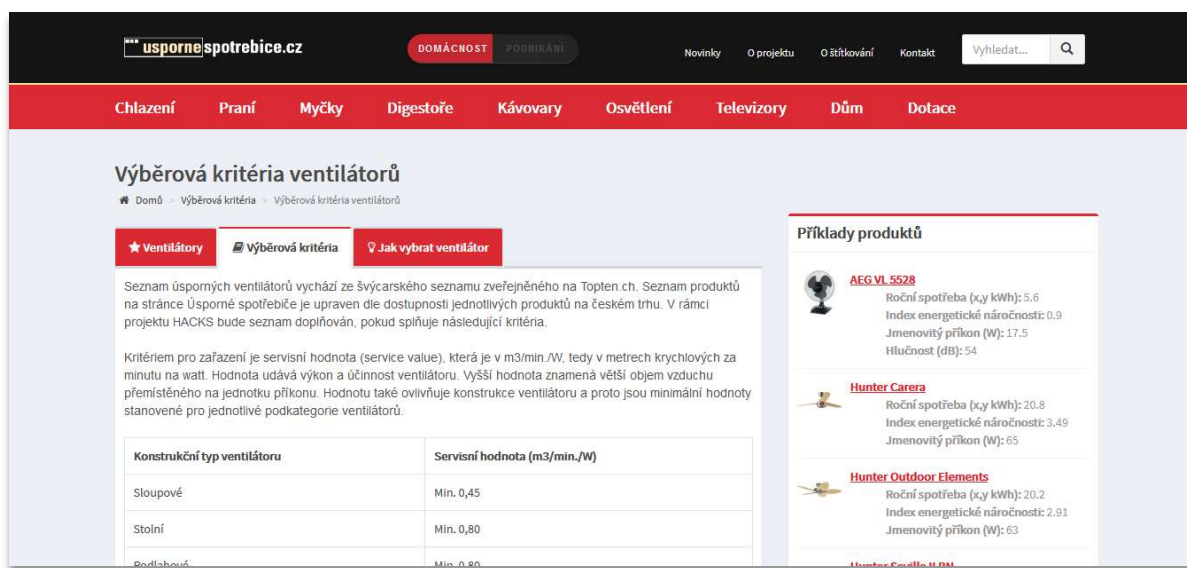 usporne spotrebice.cz
DOMÁCNOST PODNIKÁNÍ
Novinky O projektu O štítkování Kontakt Vyhledat...
Chlazení Praní Myčky Digestoře Kávovary Osvětlení Televizory Dům Dotace
Výběrová kritéria ventilátorů
Domů > Výběrová kritéria > Výběrová kritéria ventilátorů
Ventilátory Výběrová kritéria Jak vybrat ventilátor
Seznam úsporných ventilátorů vychází ze švýcarského seznamu zveřejněného na Topten.ch. Seznam produktů
na stránce Úsporné spotřebiče je upraven dle dostupnosti jednotlivých produktů na českém trhu. V rámci
projektu HACKS bude seznam doplňován, pokud splňuje následující kritéria.
Kritériem pro zařazení je servisní hodnota (service value), která je v m3/min./W, tedy v metrech krychlových za
minutu na watt. Hodnota udává výkon a účinnost ventilátoru. Vyšší hodnota znamená větší objem vzduchu
přemístěného na jednotku příkonu. Hodnotu také ovlivňuje konstrukce ventilátoru a proto jsou minimální hodnoty
stanovené pro jednotlivé podkategorie ventilátorů.
Konstrukční typ ventilátoru Servisní hodnota (m3/min./W)
Sloupové Min. 0,45
Stolní Min. 0,80
Podlahové Min. 0,80
Příklady produktů
AEG VL 5528
Roční spotřeba (x,y kWh): 5.6
Index energetické náročnosti: 0.9
Jmenovitý příkon (W): 17.5
Hlučnost (dB): 54
Hunter Carera
Roční spotřeba (x,y kWh): 20.8
Index energetické náročnosti: 3.49
Jmenovitý příkon (W): 65
Hunter Outdoor Elements
Roční spotřeba (x,y kWh): 20.2
Index energetické náročnosti: 2.91
Jmenovitý příkon (W): 63
Hunter Seville II BN